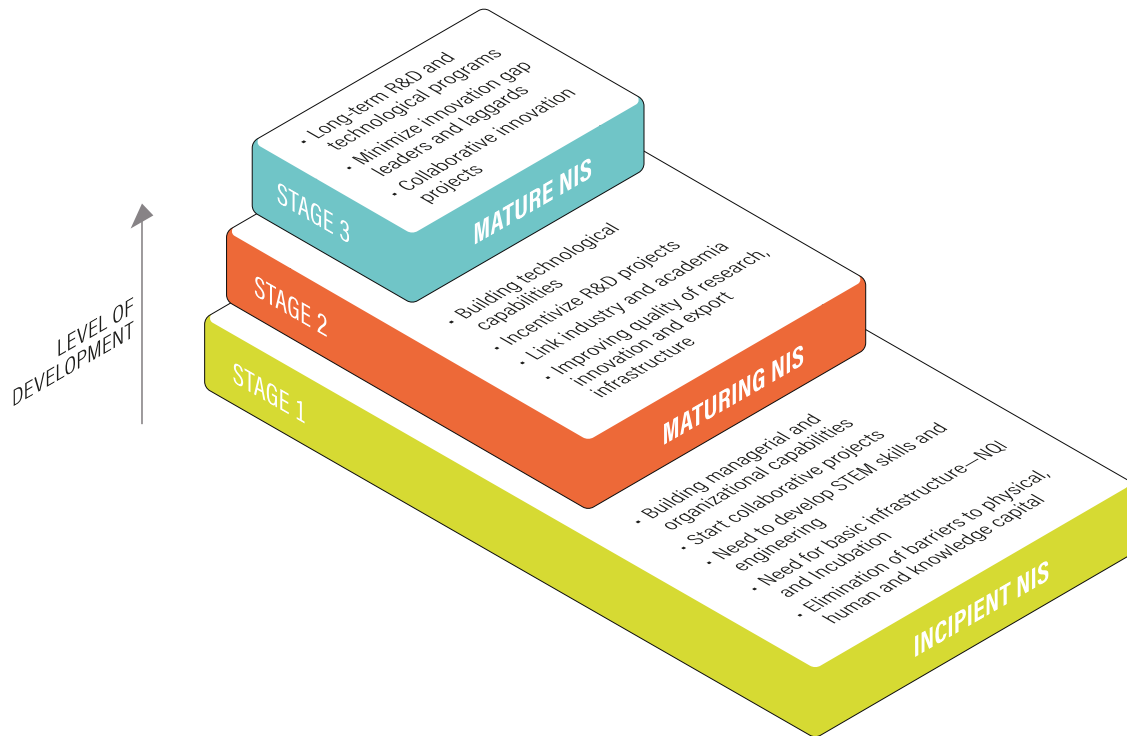 • Long-term R&D and
technological programs
• Minimize innovation gap
leaders and laggards
• Collaborative innovation
projects
STAGE 3
MATURE NIS
• Building technological
capabilities
• Incentivize R&D projects
• Link industry and academia
• Improving quality of research,
innovation and export
infrastructure
STAGE 2
MATURING NIS
LEVEL OF
DEVELOPMENT
• Building managerial and
organizational capabilities
• Start collaborative projects
• Need to develop STEM skills and
engineering
• Need for basic infrastructure—NQI
and Incubation
• Elimination of barriers to physical,
human and knowledge capital
STAGE 1
INCIPIENT NIS